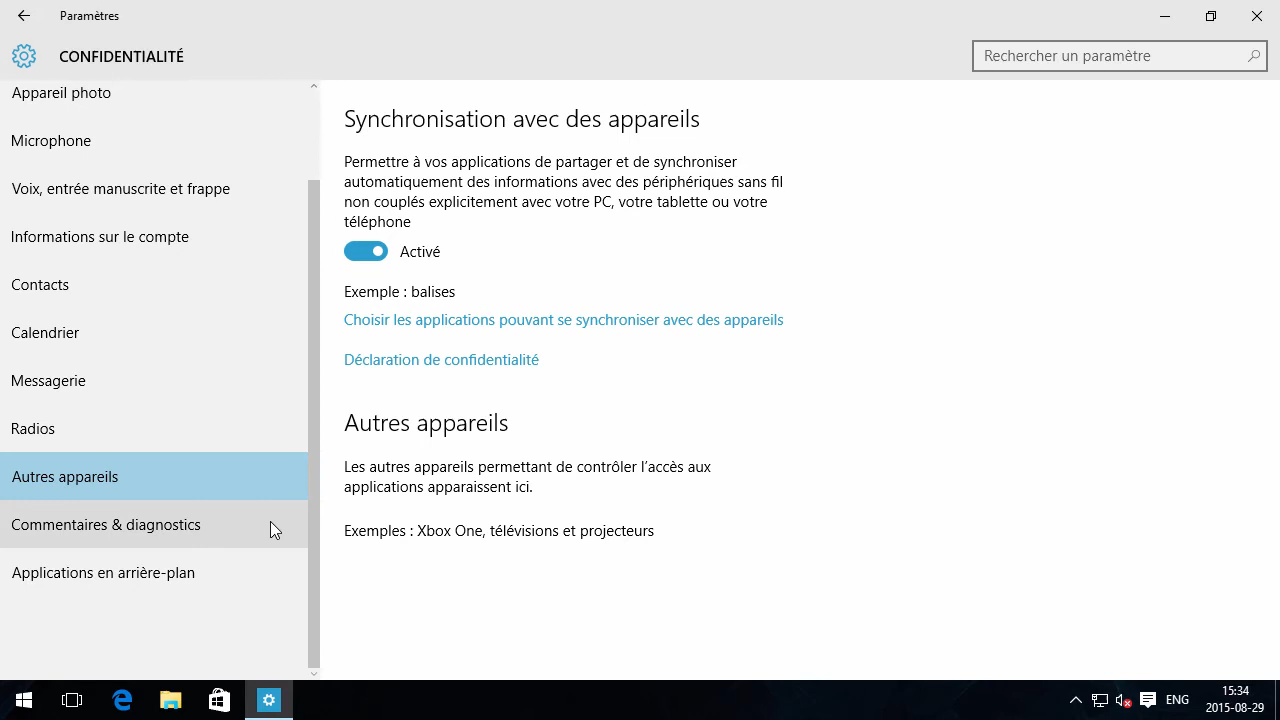 Paramètres
CONFIDENTIALITÉ
Rechercher un paramètre
Appareil photo
Microphone
Voix, entrée manuscrite et frappe
Informations sur le compte
Contacts
Calendrier
Messagerie
Radios
Autres appareils
Commentaires & diagnostics
Applications en arrière-plan
Synchronisation avec des appareils
Permettre à vos applications de partager et de synchroniser
automatiquement des informations avec des périphériques sans fil
non couplés explicitement avec votre PC, votre tablette ou votre
téléphone
Activé
Exemple : balises
Choisir les applications pouvant se synchroniser avec des appareils
Déclaration de confidentialité
Autres appareils
Les autres appareils permettant de contrôler l’accès aux
applications apparaissent ici.
Exemples : Xbox One, télévisions et projecteurs
ENG
15:34
2015-08-29